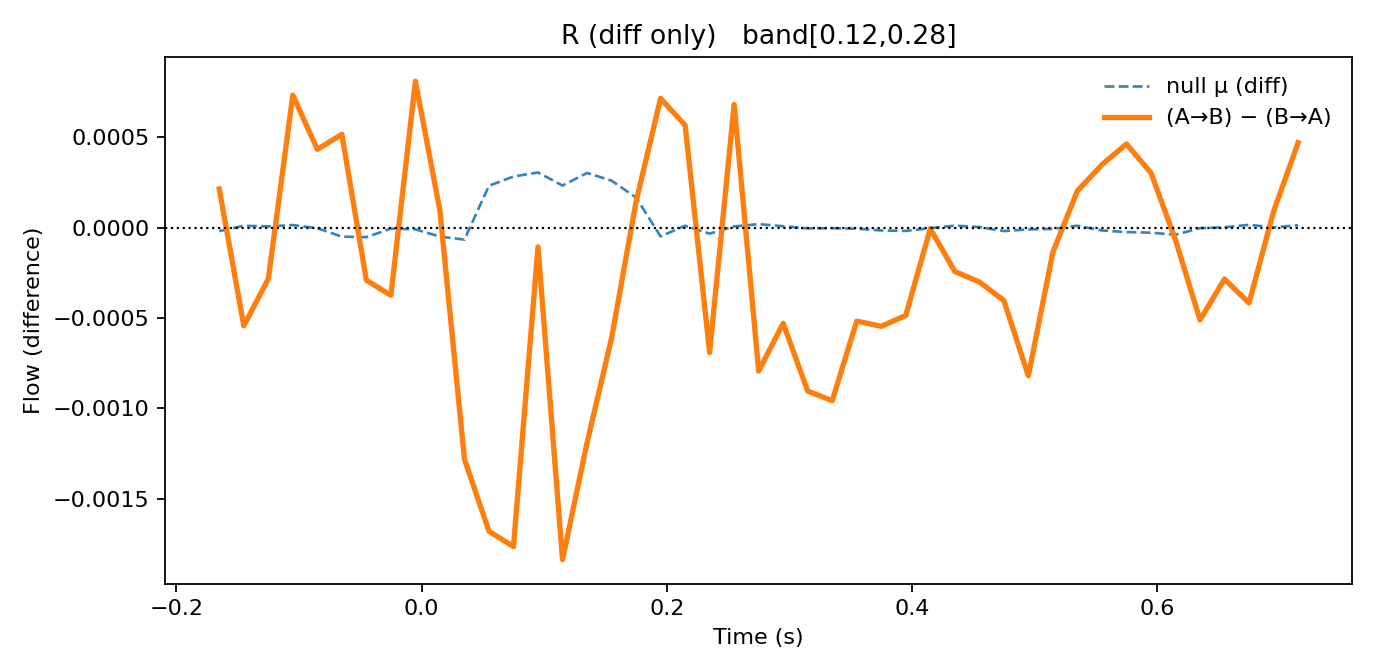 R (diff only)   band[0.12,0.28]
null μ (diff)
(A→B) − (B→A)
Flow (difference)
0.0005
0.0000
−0.0005
−0.0010
−0.0015
−0.2
0.0
0.2
0.4
0.6
Time (s)